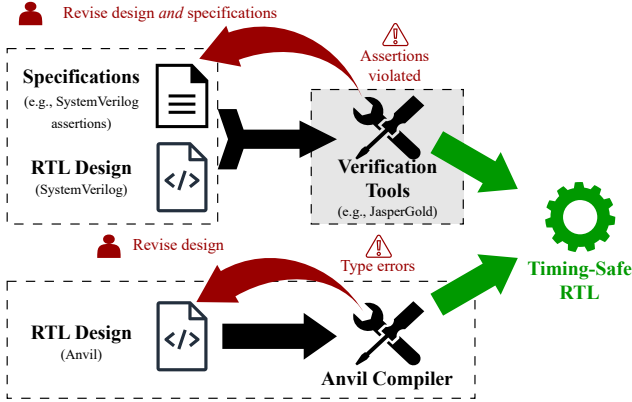 Revise design and specifications
Assertions
violated
Specifications
(e.g., SystemVerilog
assertions)
RTL Design
(SystemVerilog)
</>
Verification
Tools
(e.g., JasperGold)
Timing-Safe
RTL
Revise design
Type errors
RTL Design
(Anvil)
</>
Anvil Compiler